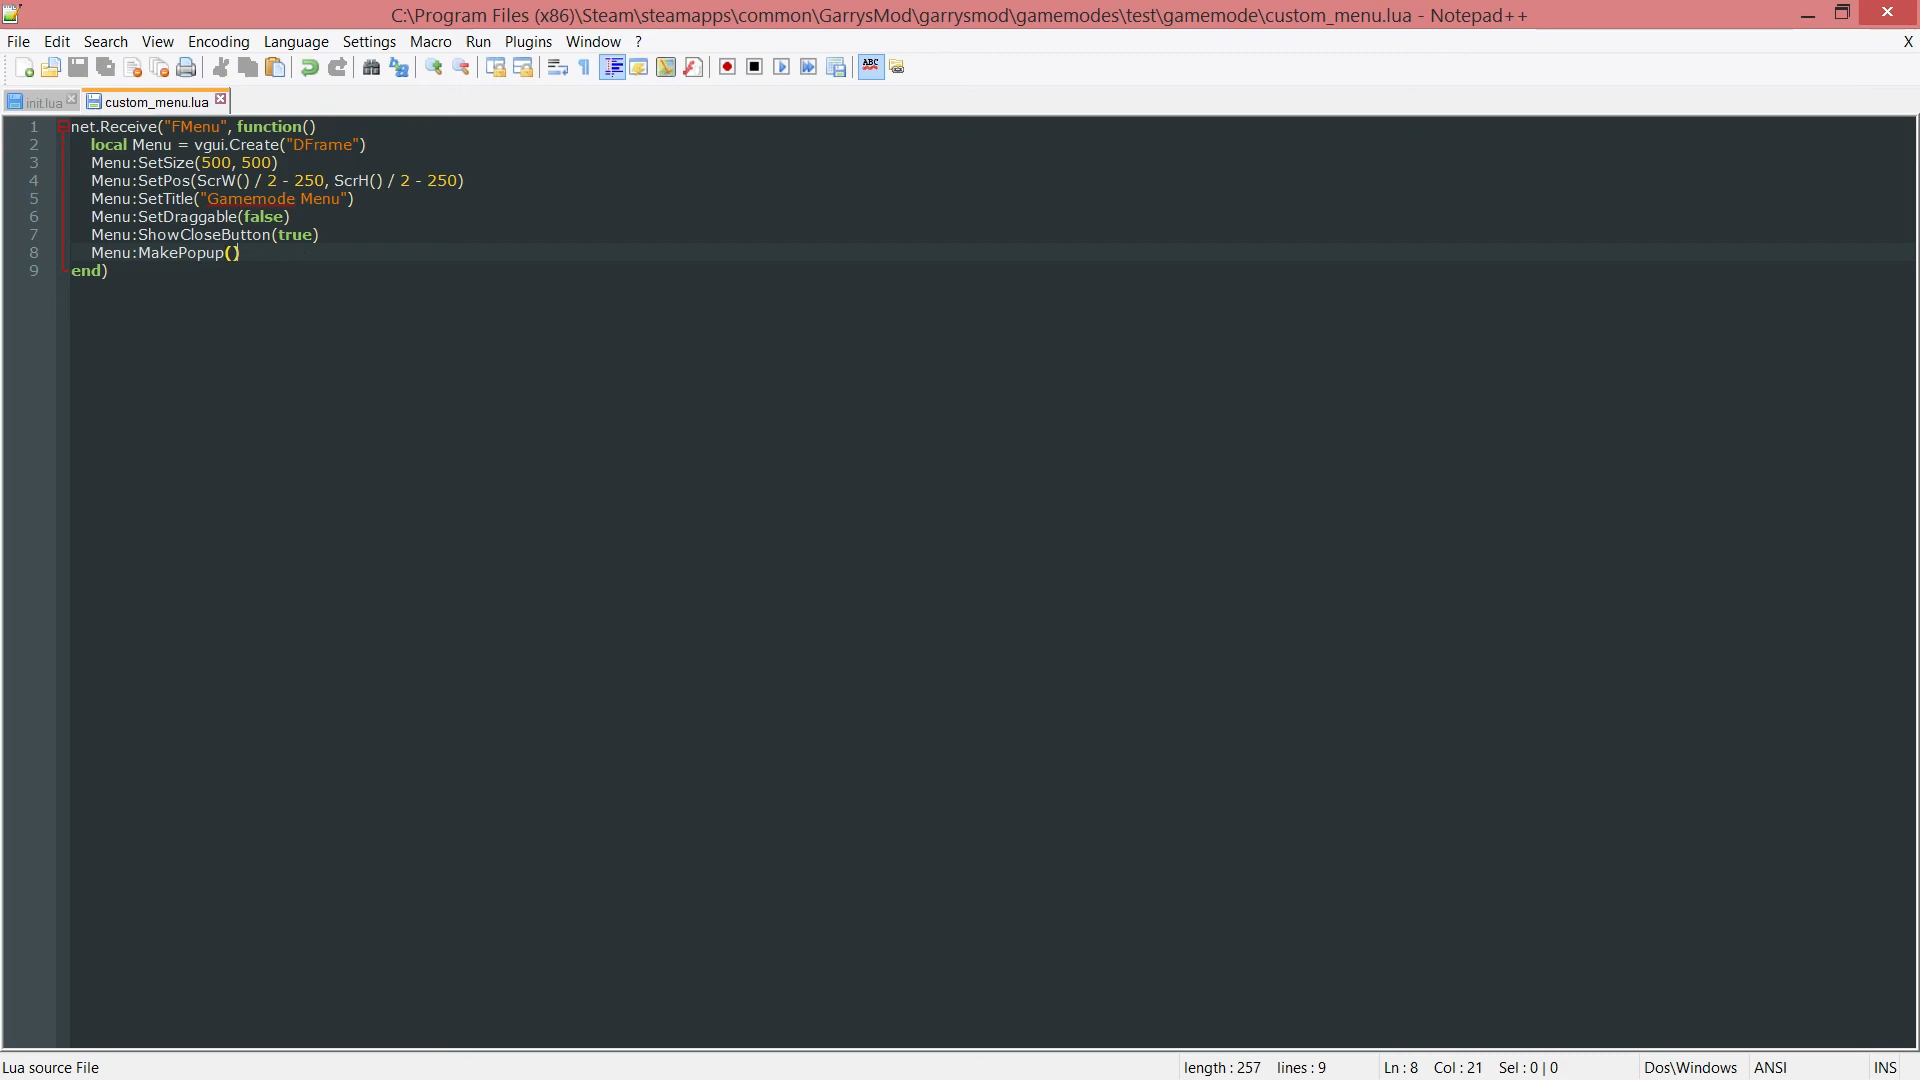 C:\Program Files (x86)\Steam\steamapps\common\GarrysMod\garrysmod\gamemodes\test\gamemode\custom_menu.lua - Notepad++
File Edit Search View Encoding Language Settings Macro Run Plugins Window ? X
ABC
init.lua custom_menu.lua
1 net.Receive("FMenu", function()
2 local Menu = vgui.Create("DFrame")
3 Menu:SetSize(500, 500)
4 Menu:SetPos(ScrW() / 2 - 250, ScrH() / 2 - 250)
5 Menu:SetTitle("Gamemode Menu")
6 Menu:SetDraggable(false)
7 Menu:ShowCloseButton(true)
8 Menu:MakePopup()
9 end)
Lua source File length : 257 lines : 9 Ln : 8 Col : 21 Sel : 0 | 0 Dos\Windows ANSI INS